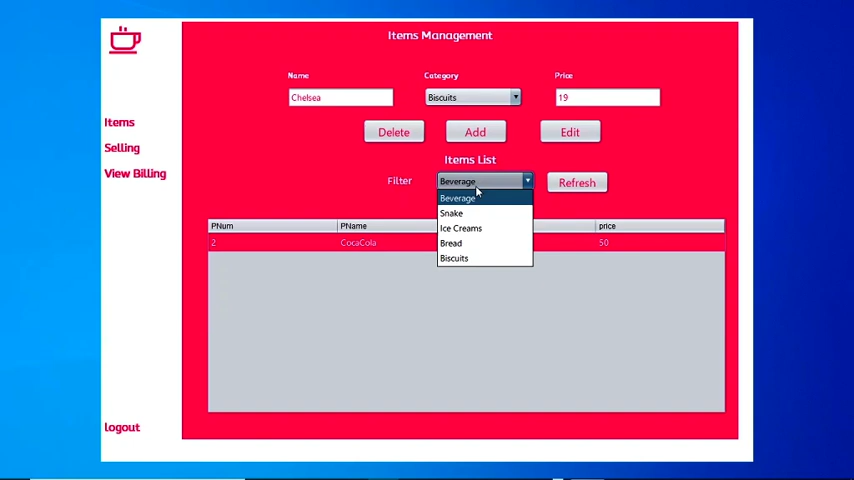 Items Management
Name Category Price
Chelsea Biscuits 19
Delete Add Edit
Items List
Filter Beverage Refresh
Beverage
Snake
Ice Creams
Bread
Biscuits
PNum PName price
2 CocaCola 50
Items
Selling
View Billing
logout